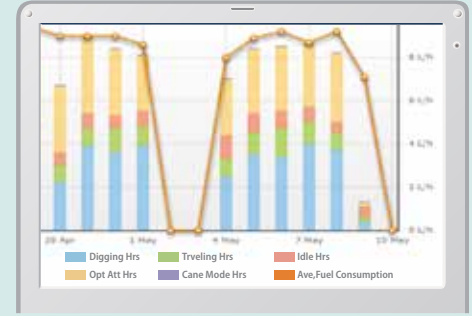 8 L/h
6 L/h
4 L/h
2 L/h
0 L/h
28 Apr 1 May 4 May 7 May 10 May
Digging Hrs Trveling Hrs Idle Hrs
Opt Att Hrs Cane Mode Hrs Ave,Fuel Consumption